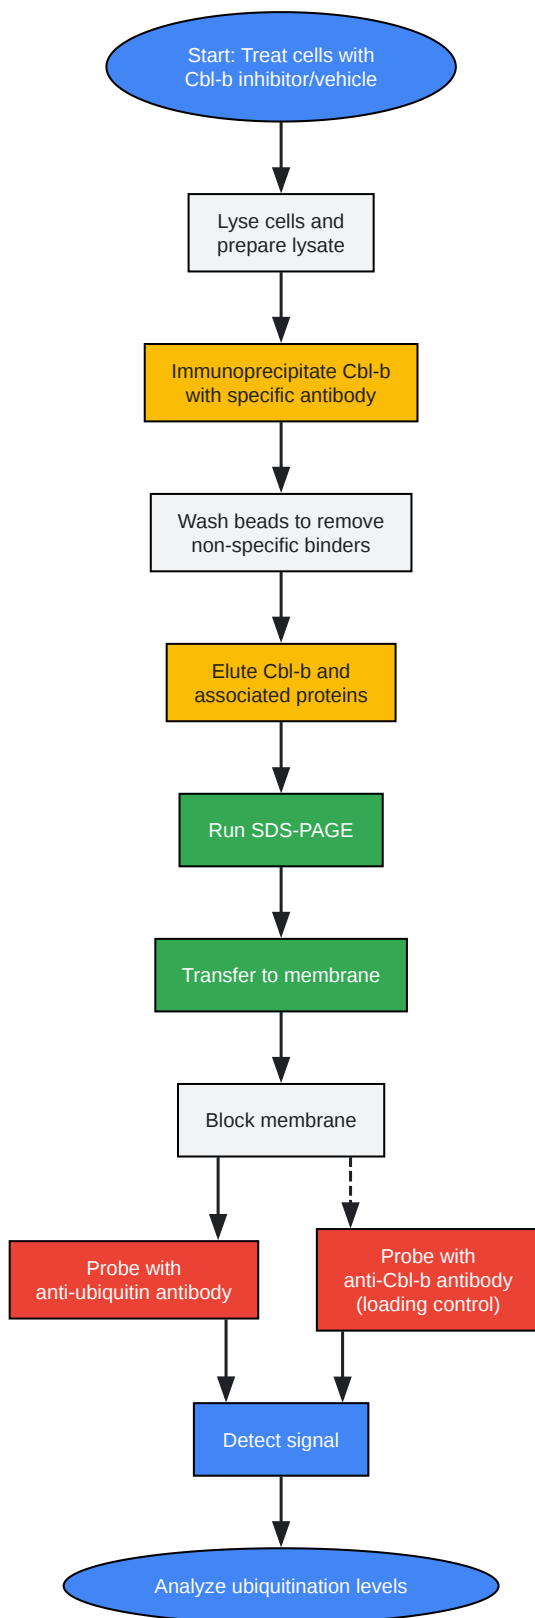 Start: Treat cells with
Cbl-b inhibitor/vehicle
Lyse cells and
prepare lysate
Immunoprecipitate Cbl-b
with specific antibody
Wash beads to remove
non-specific binders
Elute Cbl-b and
associated proteins
Run SDS-PAGE
Transfer to membrane
Block membrane
Probe with
anti-ubiquitin antibody
Probe with
anti-Cbl-b antibody
(loading control)
Detect signal
Analyze ubiquitination levels